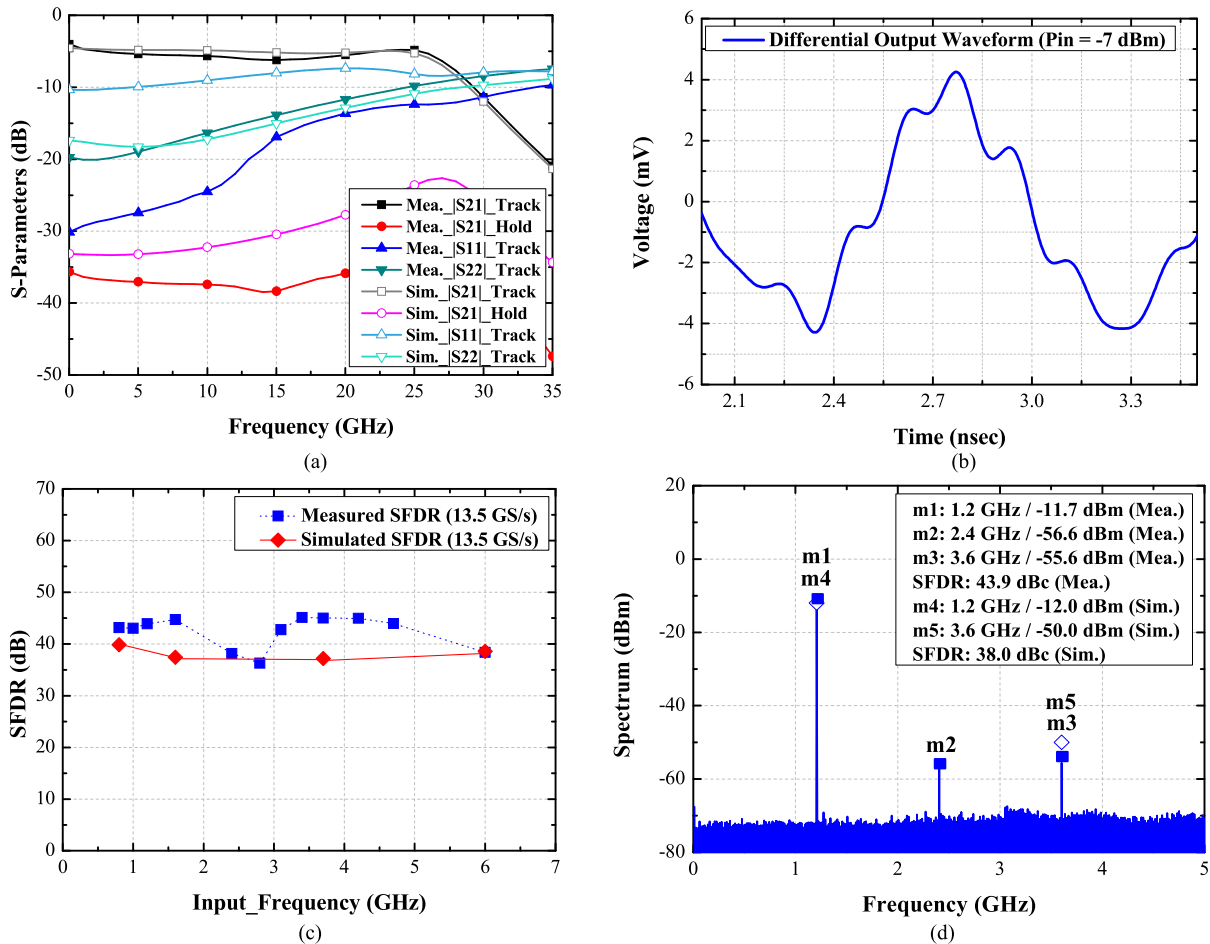 0
-10
-20
-30
-40
-50
S-Parameters (dB)
Mea._|S21|_Track
Mea._|S21|_Hold
Mea._|S11|_Track
Mea._|S22|_Track
Sim._|S21|_Track
Sim._|S21|_Hold
Sim._|S11|_Track
Sim._|S22|_Track
0 5 10 15 20 25 30 35
Frequency (GHz)
(a)
6
4
2
0
-2
-4
-6
Voltage (mV)
Differential Output Waveform (Pin = -7 dBm)
2.1 2.4 2.7 3.0 3.3
Time (nsec)
(b)
70
60
50
40
30
20
10
0
SFDR (dB)
Measured SFDR (13.5 GS/s)
Simulated SFDR (13.5 GS/s)
0 1 2 3 4 5 6 7
Input_Frequency (GHz)
(c)
20
0
-20
-40
-60
-80
Spectrum (dBm)
m1: 1.2 GHz / -11.7 dBm (Mea.)
m2: 2.4 GHz / -56.6 dBm (Mea.)
m3: 3.6 GHz / -55.6 dBm (Mea.)
SFDR: 43.9 dBc (Mea.)
m4: 1.2 GHz / -12.0 dBm (Sim.)
m5: 3.6 GHz / -50.0 dBm (Sim.)
SFDR: 38.0 dBc (Sim.)
m1
m4
m2
m5
m3
0 1 2 3 4 5
Frequency (GHz)
(d)